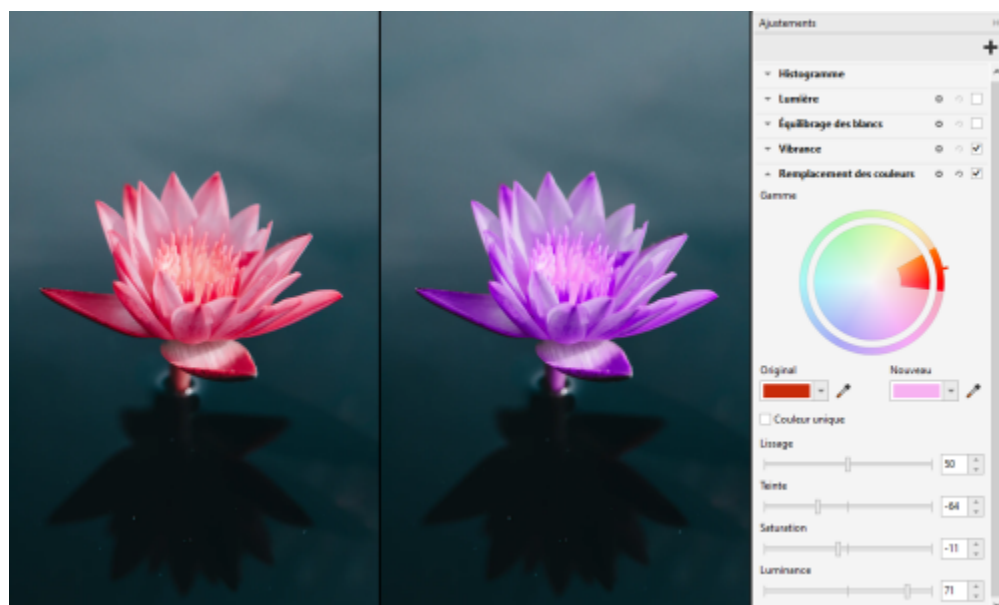 Ajustements
Histogramme
Lumière
Équilibrage des blancs
Vibrance
Remplacement des couleurs
Gamme
Original Nouveau
Couleur unique
Lissage
50
Teinte
-64
Saturation
-11
Luminance
71